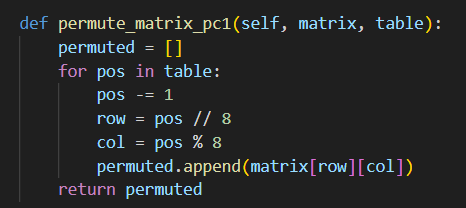 def permute_matrix_pc1(self, matrix, table):
    permuted = []
    for pos in table:
        pos -= 1
        row = pos // 8
        col = pos % 8
        permuted.append(matrix[row][col])
    return permuted